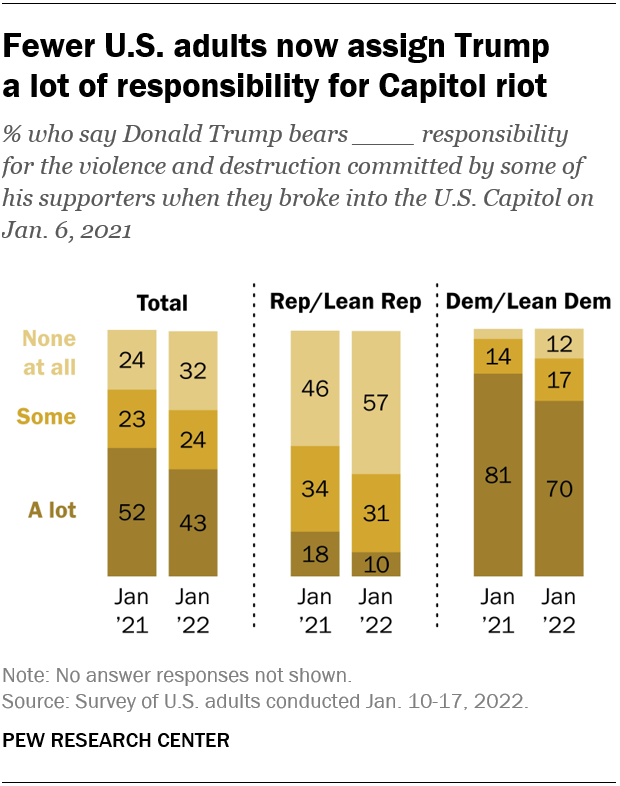 Fewer U.S. adults now assign Trump
a lot of responsibility for Capitol riot
% who say Donald Trump bears ____ responsibility
for the violence and destruction committed by some of
his supporters when they broke into the U.S. Capitol on
Jan. 6, 2021
Total
Rep/Lean Rep
Dem/Lean Dem
None
at all
Some
A lot
24
23
52
32
24
43
46
34
18
57
31
10
14
81
12
17
70
Jan
’21
Jan
’22
Jan
’21
Jan
’22
Jan
’21
Jan
’22
Note: No answer responses not shown.
Source: Survey of U.S. adults conducted Jan. 10-17, 2022.
PEW RESEARCH CENTER